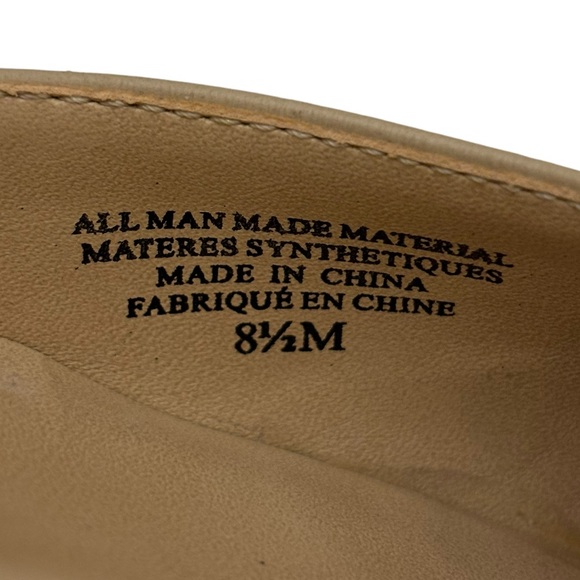 ALL MAN MADE MATERIAL
MATERES SYNTHETIQUES
MADE IN CHINA
FABRIQUÉ EN CHINE
8½M